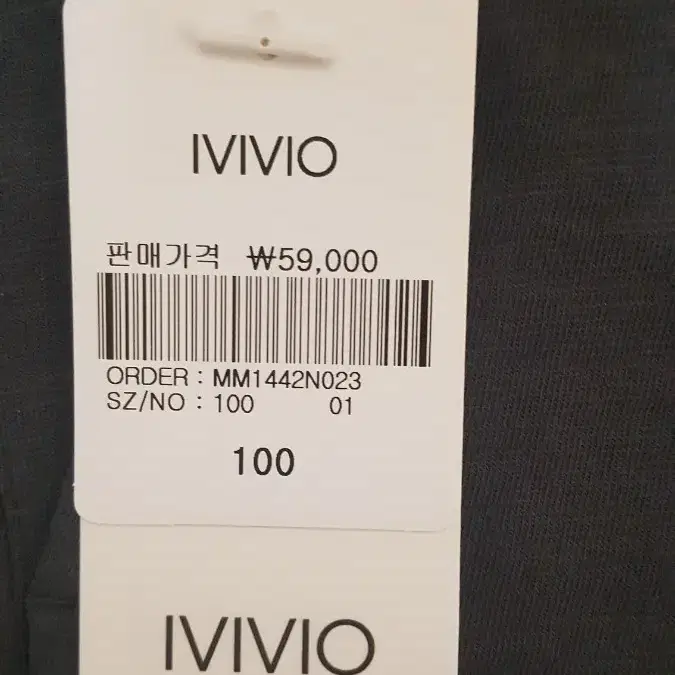 IVIVIO
판매가격 ₩59,000
ORDER : MM1442N023
SZ/NO : 100 01
100
IVIVIO